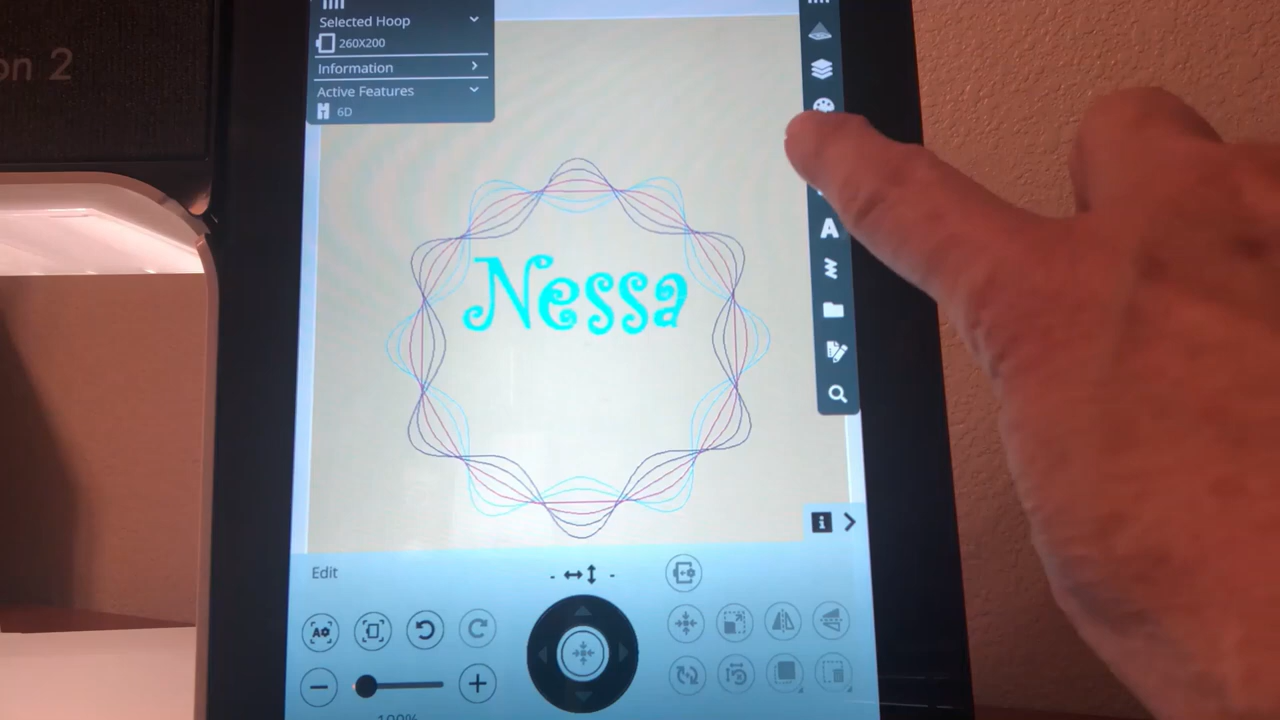 on 2
Selected Hoop
260X200
Information
Active Features
6D
Nessa
A
Edit
100%